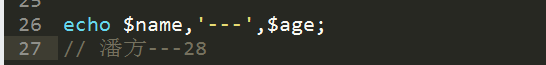 26 echo $name,'---',$age;
27 // 潘方---28